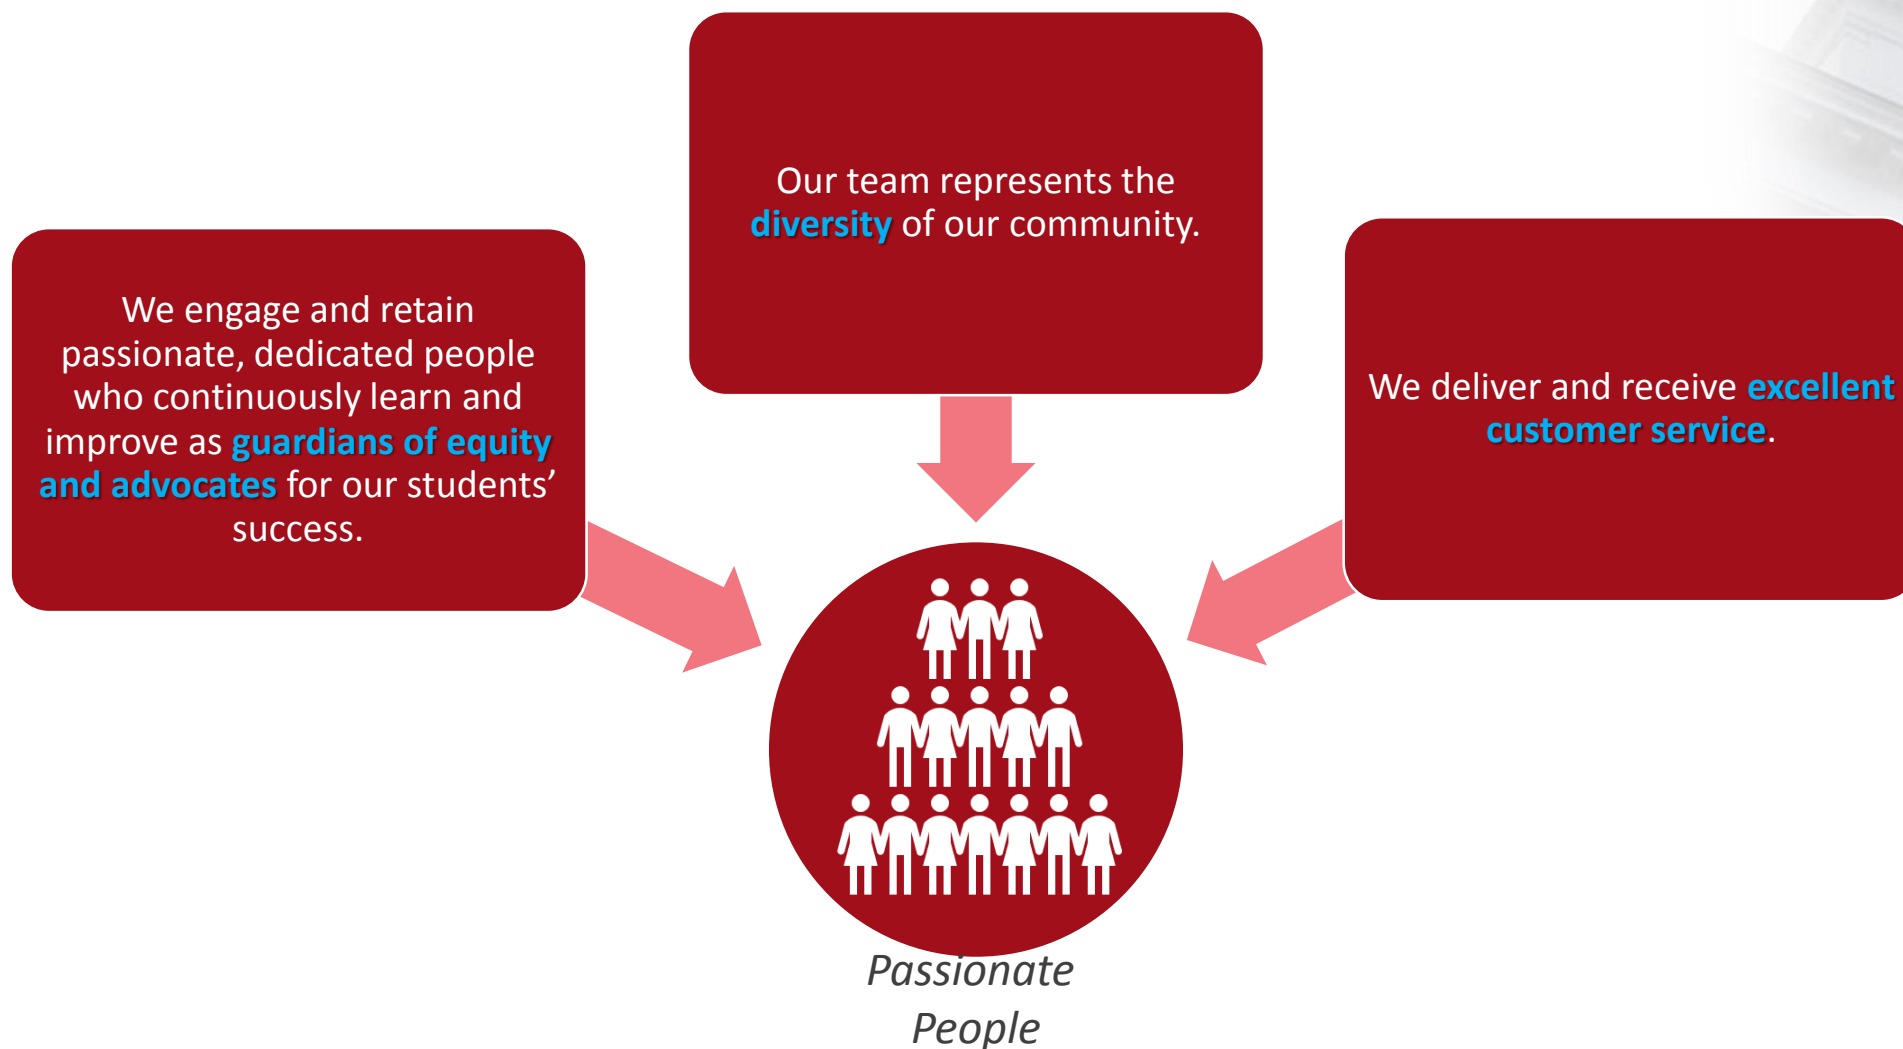 Our team represents the
diversity of our community.
We engage and retain
passionate, dedicated people
who continuously learn and
improve as guardians of equity
and advocates for our students’
success.
We deliver and receive excellent
customer service.
Passionate
People